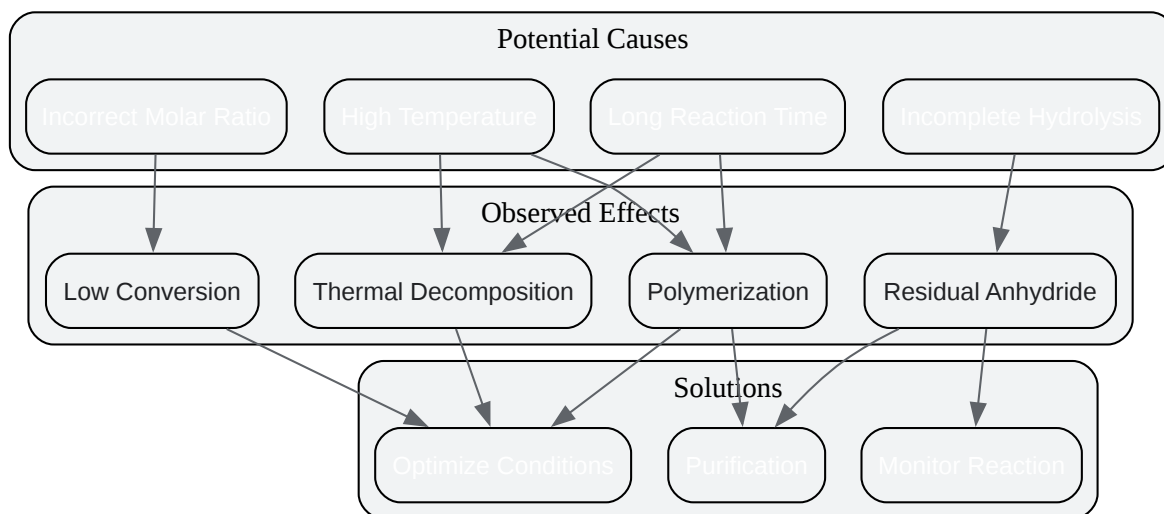 Potential Causes
Incorrect Molar Ratio
High Temperature
Long Reaction Time
Incomplete Hydrolysis
Observed Effects
Low Conversion
Thermal Decomposition
Polymerization
Residual Anhydride
Solutions
Optimize Conditions
Purification
Monitor Reaction